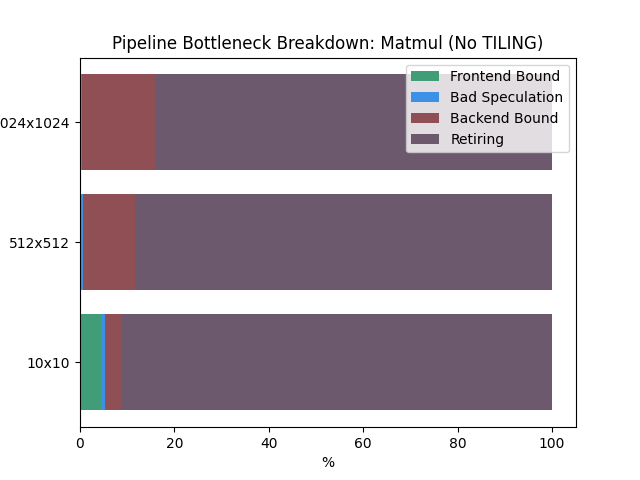 Pipeline Bottleneck Breakdown: Matmul (No TILING)
Frontend Bound
Bad Speculation
Backend Bound
Retiring
024x1024
512x512
10x10
0 20 40 60 80 100
%